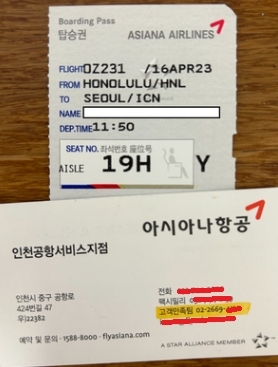 Boarding Pass
탑승권 ASIANA AIRLINES
FLIGHT OZ231 /16APR23
FROM HONOLULU/HNL
TO SEOUL/ICN
NAME
DEP.TIME 11:50
SEAT NO. 좌석번호 座位号
AISLE 19H Y
아시아나항공
인천공항서비스지점
인천시 중구 공항로
424번길 47
우)22382
전화
팩시밀리
고객만족팀 02-2669-
예약 및 문의 · 1588-8000 · flyasiana.com
A STAR ALLIANCE MEMBER